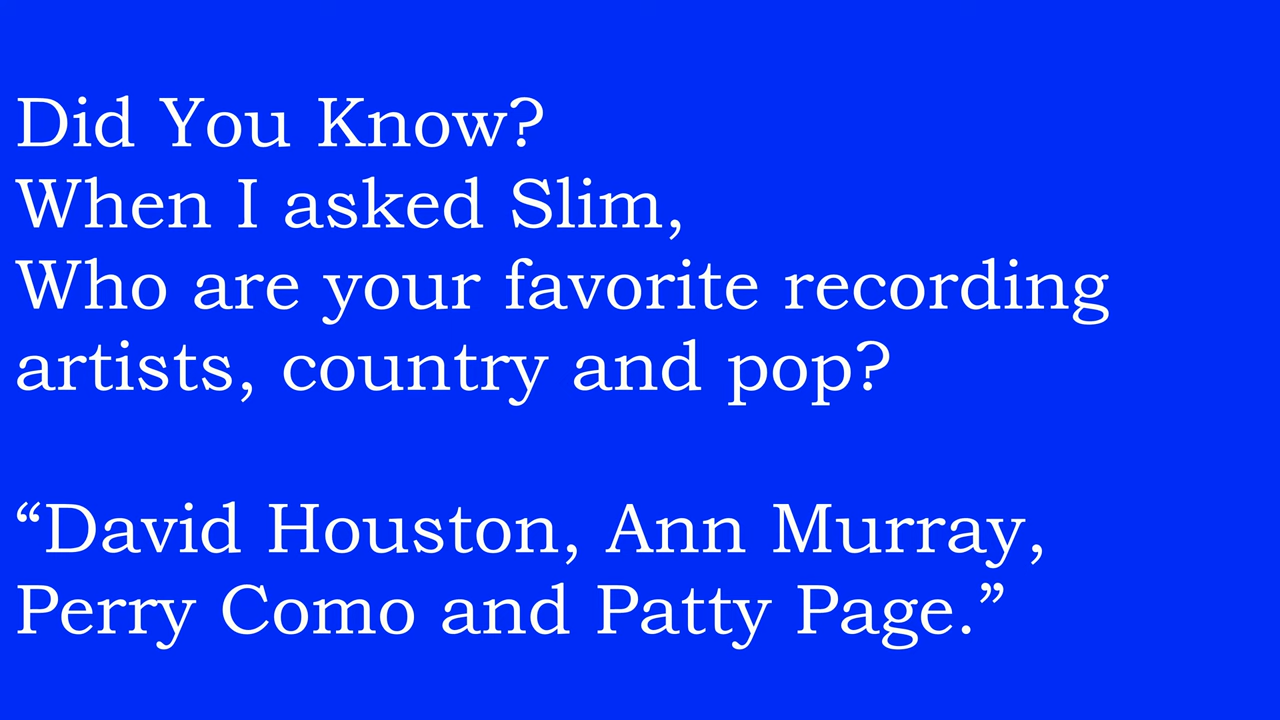 Did You Know?
When I asked Slim,
Who are your favorite recording
artists, country and pop?
“David Houston, Ann Murray,
Perry Como and Patty Page.”